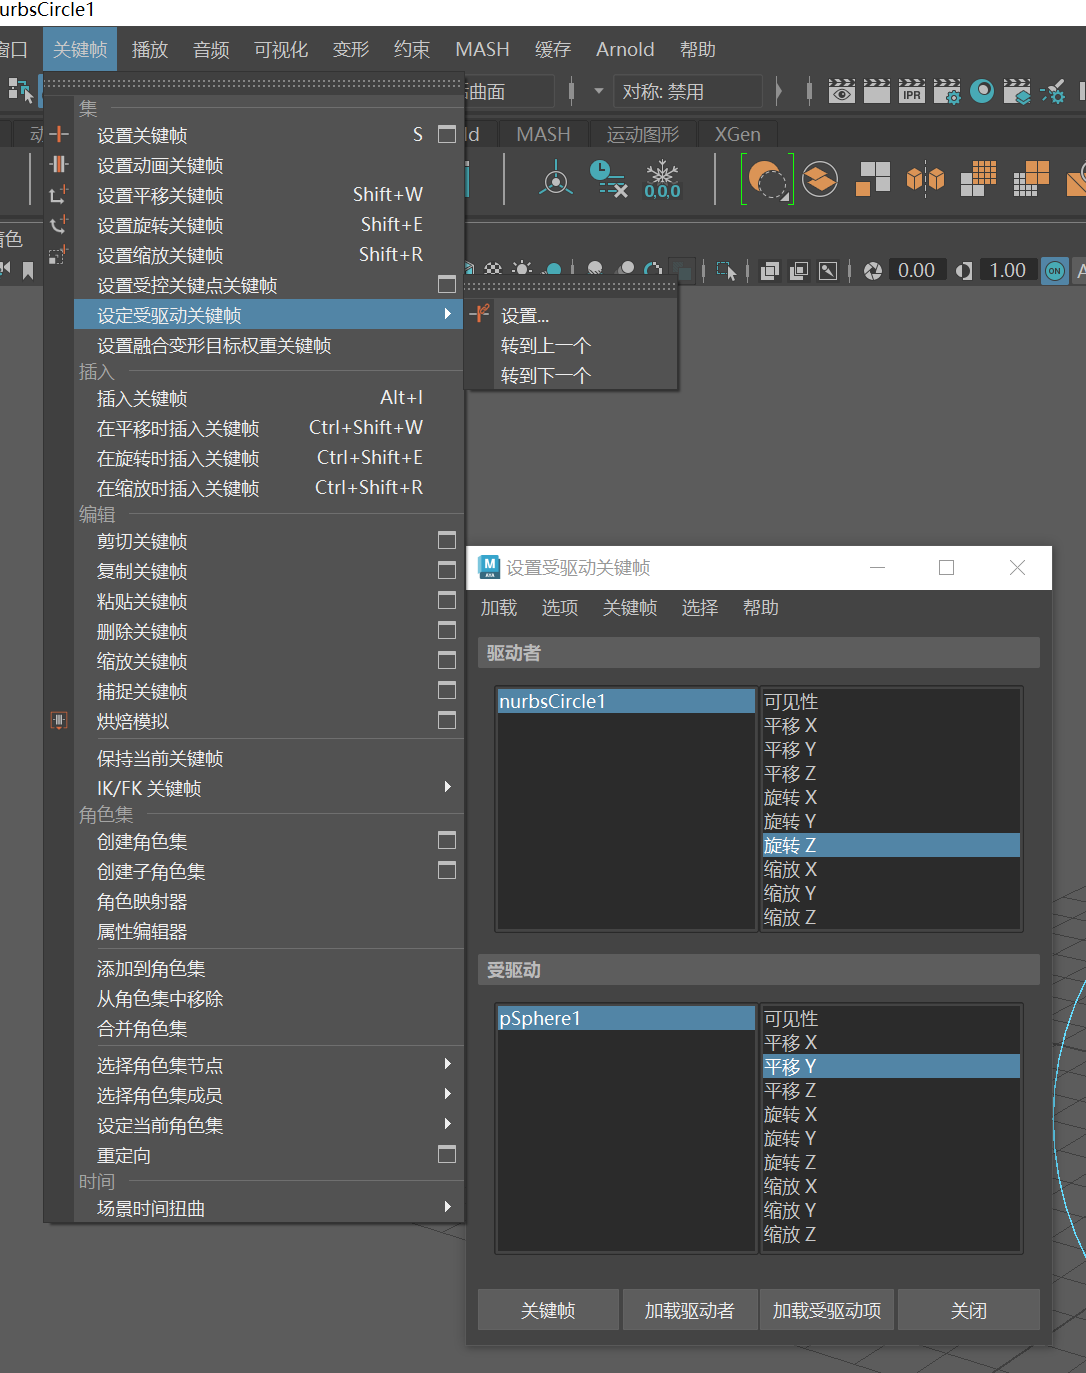 urbsCircle1
窗口 关键帧 播放 音频 可视化 变形 约束 MASH 缓存 Arnold 帮助
曲面 对称: 禁用
IPR
MASH 运动图形 XGen
0,0,0
色
0.00 1.00 ON
集
设置关键帧 S
设置动画关键帧
设置平移关键帧 Shift+W
设置旋转关键帧 Shift+E
设置缩放关键帧 Shift+R
设置受控关键点关键帧
设定受驱动关键帧
设置融合变形目标权重关键帧
设置...
转到上一个
转到下一个
插入
插入关键帧 Alt+I
在平移时插入关键帧 Ctrl+Shift+W
在旋转时插入关键帧 Ctrl+Shift+E
在缩放时插入关键帧 Ctrl+Shift+R
编辑
剪切关键帧
复制关键帧
粘贴关键帧
删除关键帧
缩放关键帧
捕捉关键帧
烘焙模拟
保持当前关键帧
IK/FK 关键帧
角色集
创建角色集
创建子角色集
角色映射器
属性编辑器
添加到角色集
从角色集中移除
合并角色集
选择角色集节点
选择角色集成员
设定当前角色集
重定向
时间
场景时间扭曲
M
设置受驱动关键帧
加载 选项 关键帧 选择 帮助
驱动者
nurbsCircle1
可见性
平移 X
平移 Y
平移 Z
旋转 X
旋转 Y
旋转 Z
缩放 X
缩放 Y
缩放 Z
受驱动
pSphere1
可见性
平移 X
平移 Y
平移 Z
旋转 X
旋转 Y
旋转 Z
缩放 X
缩放 Y
缩放 Z
关键帧 加载驱动者 加载受驱动项 关闭